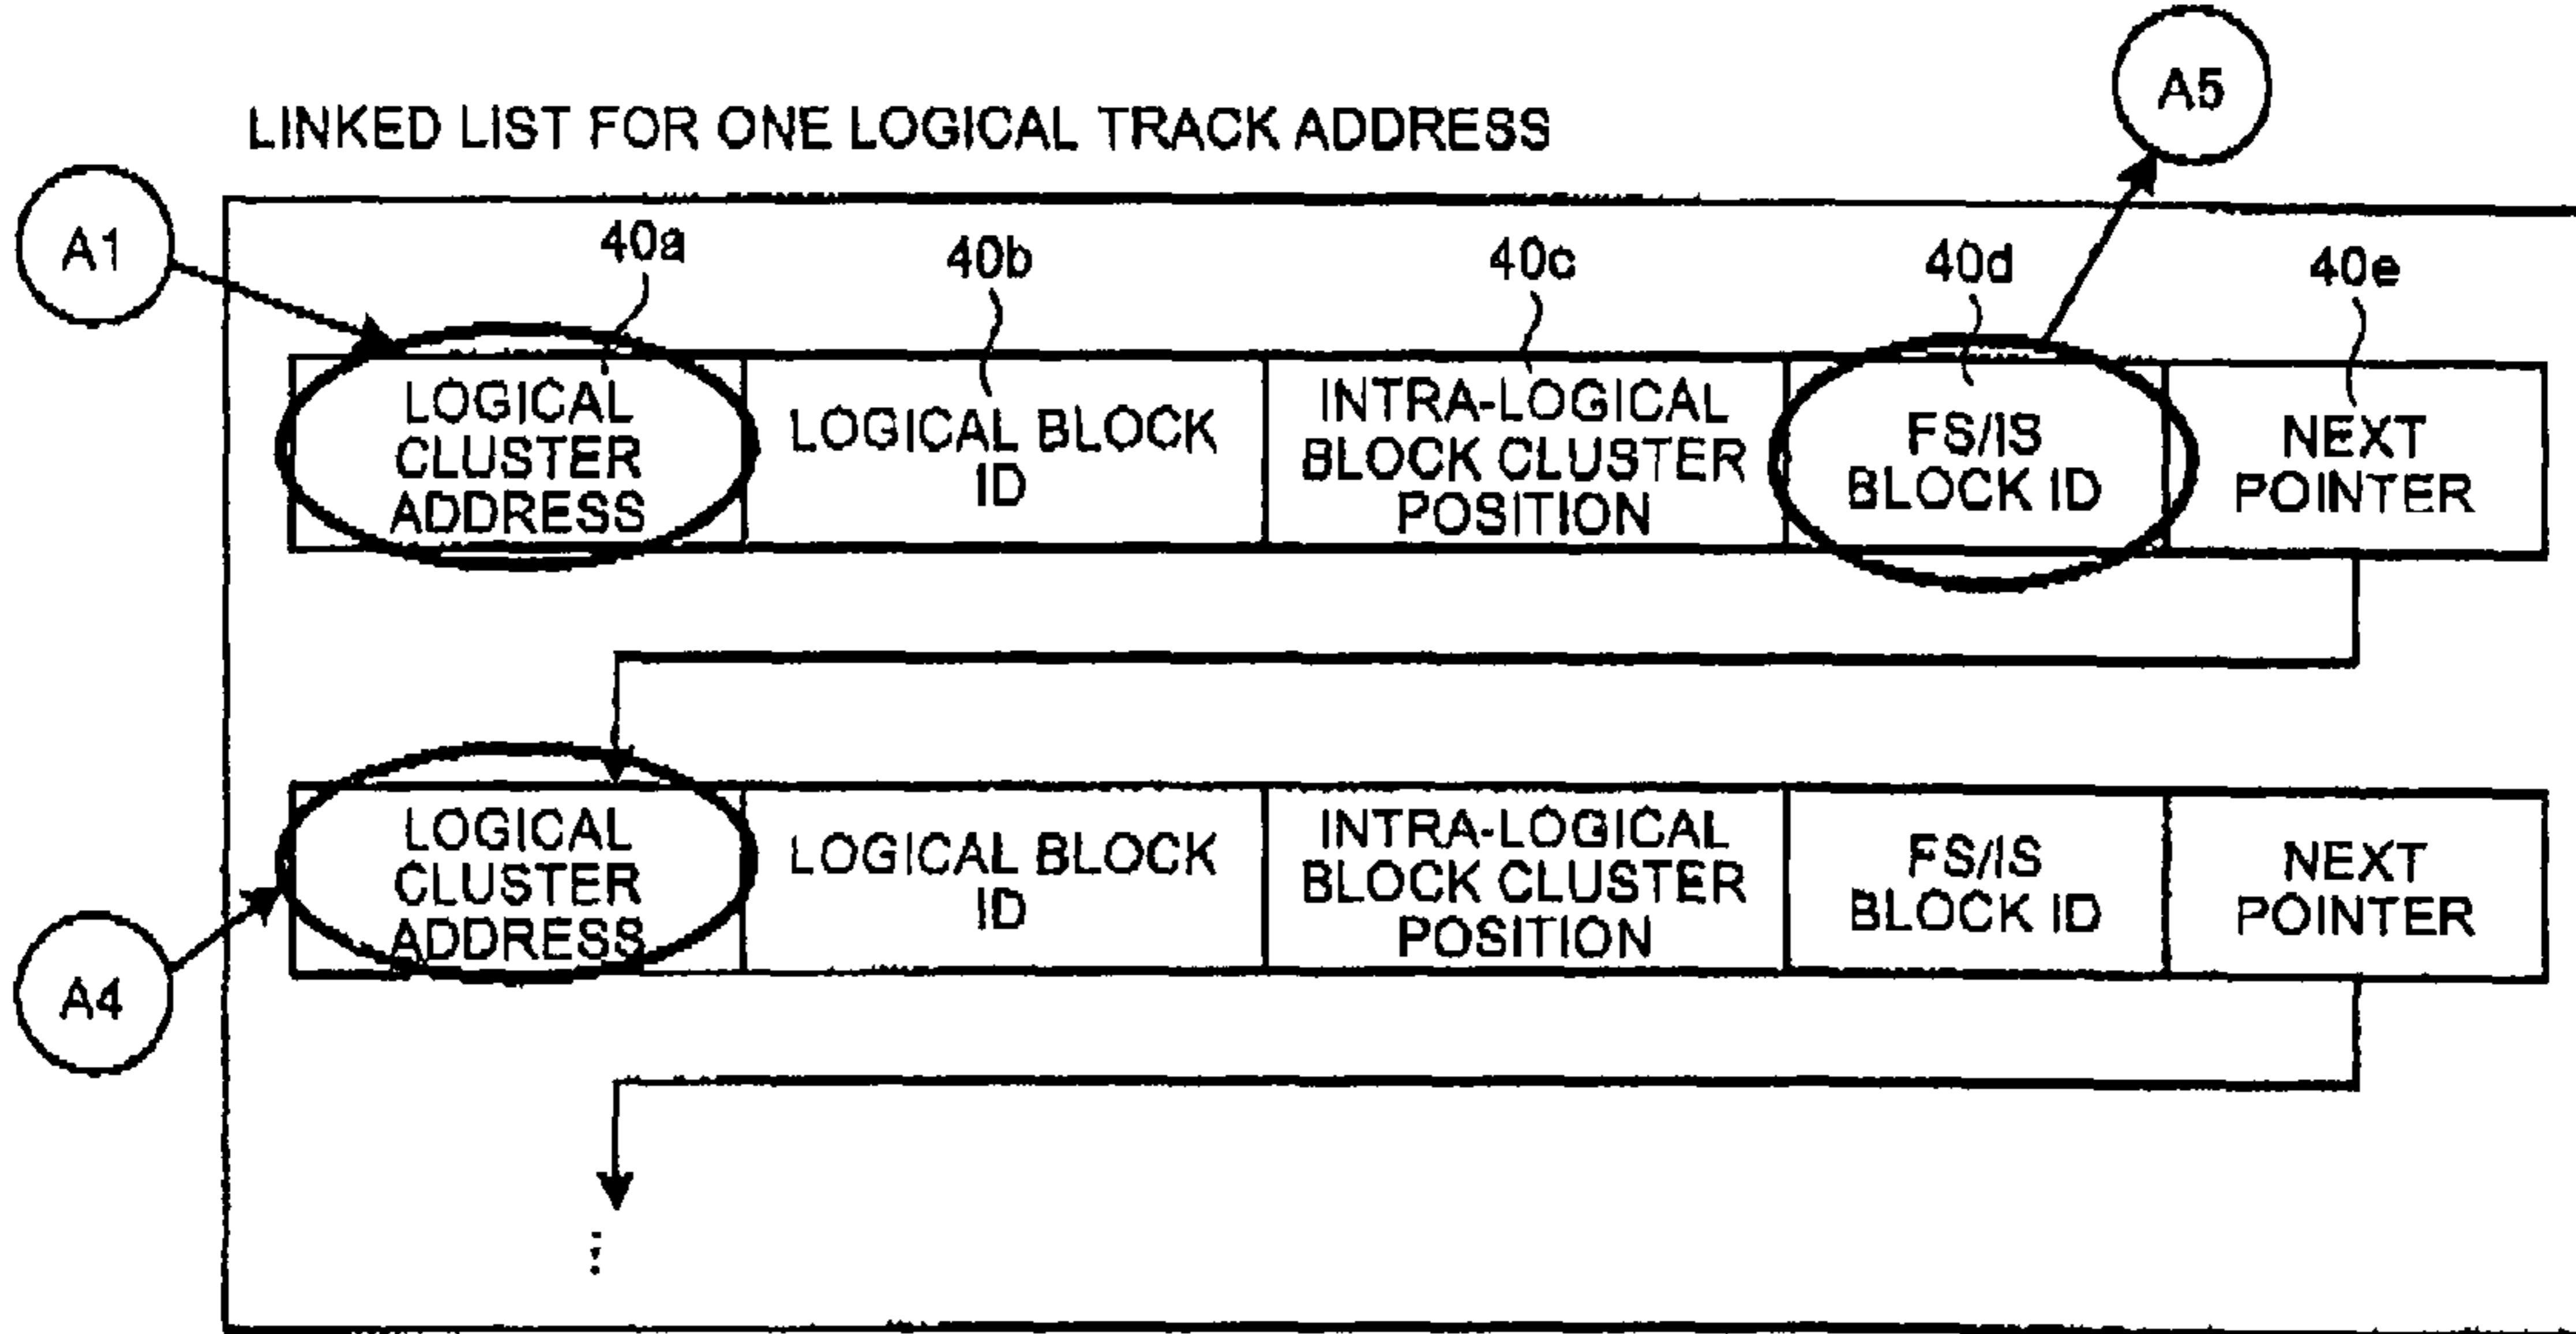 A5
LINKED LIST FOR ONE LOGICAL TRACK ADDRESS
A1
40a
40b
40c
40d
40e
LOGICAL
CLUSTER
ADDRESS
LOGICAL BLOCK
ID
INTRA-LOGICAL
BLOCK CLUSTER
POSITION
FS/IS
BLOCK ID
NEXT
POINTER
LOGICAL
CLUSTER
ADDRESS
LOGICAL BLOCK
ID
INTRA-LOGICAL
BLOCK CLUSTER
POSITION
FS/IS
BLOCK ID
NEXT
POINTER
A4
⋮